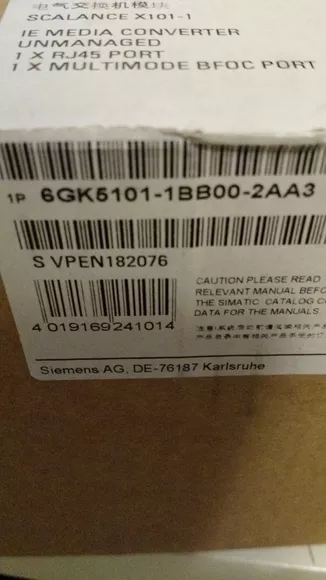 电气交换机模块
SCALANCE X101-1
IE MEDIA CONVERTER
UNMANAGED
1 X RJ45 PORT
1 X MULTIMODE BFOC PORT
1P 6GK5101-1BB00-2AA3
S VPEN182076
CAUTION PLEASE READ
RELEVANT MANUAL BEFO
THE SIMATIC CATALOG CO
DATA FOR THE MANUALS
4 019169 241014
Siemens AG, DE-76187 Karlsruhe